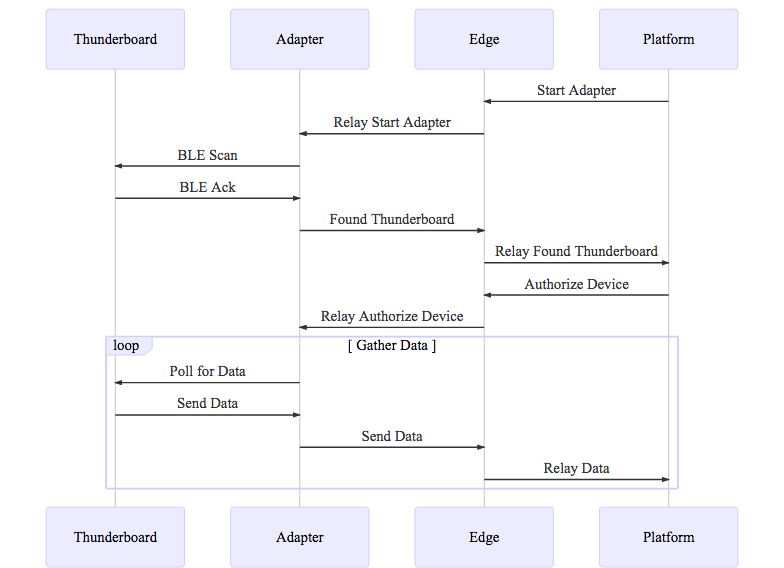 Thunderboard Adapter Edge Platform
Start Adapter
Relay Start Adapter
BLE Scan
BLE Ack
Found Thunderboard
Relay Found Thunderboard
Authorize Device
Relay Authorize Device
loop [ Gather Data ]
Poll for Data
Send Data
Send Data
Relay Data
Thunderboard Adapter Edge Platform